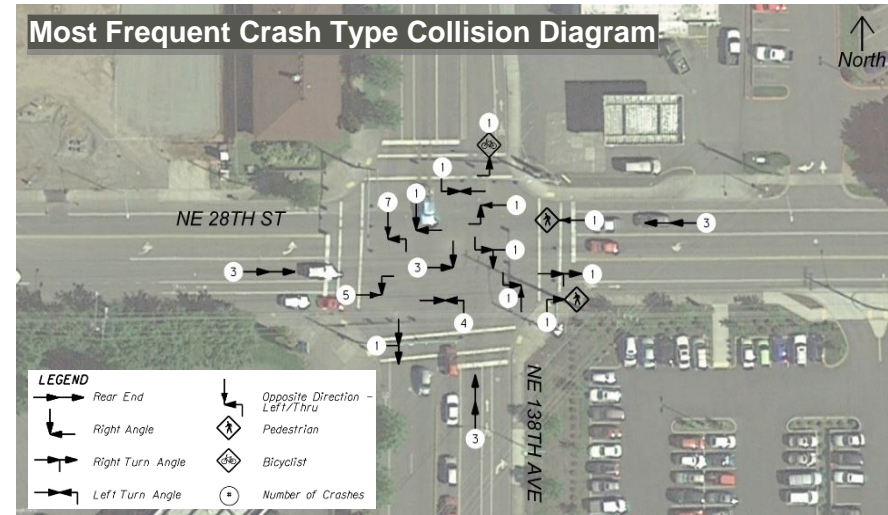 Most Frequent Crash Type Collision Diagram
North
1
1
1
7
1
1
3
NE 28TH ST
1
3
3
1
5
1
1
4
1
1
3
NE 138TH AVE
LEGEND
Rear End
Right Angle
Right Turn Angle
Left Turn Angle
Opposite Direction -
Left/Thru
Pedestrian
Bicyclist
# Number of Crashes